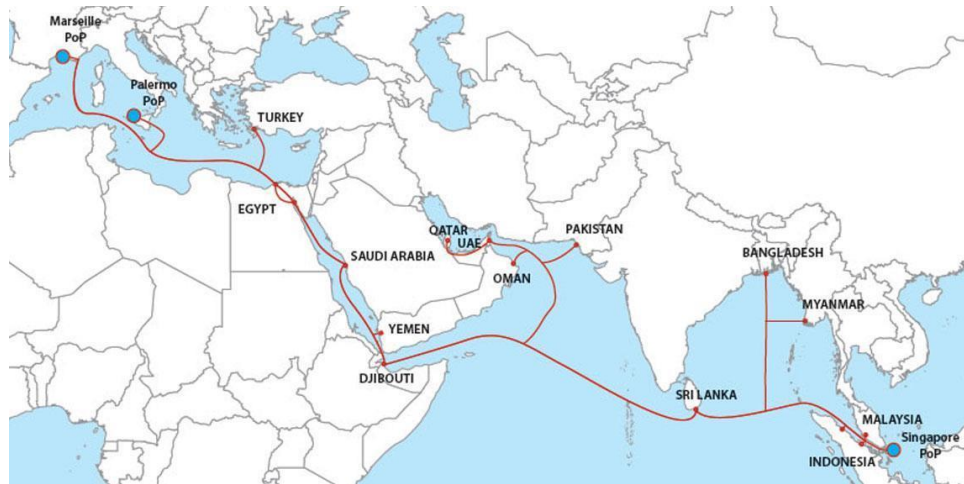 Marseille
PoP
Palermo
PoP
TURKEY
EGYPT
SAUDI ARABIA
QATAR
UAE
PAKISTAN
OMAN
BANGLADESH
MYANMAR
YEMEN
DJIBOUTI
SRI LANKA
MALAYSIA
Singapore
PoP
INDONESIA